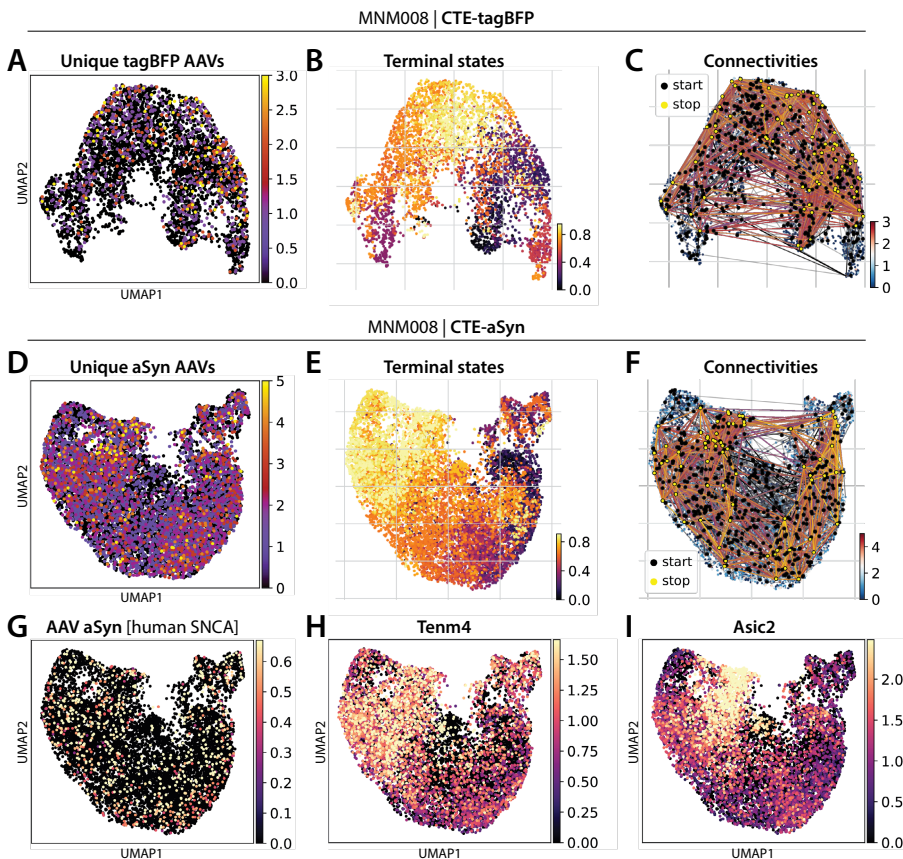 MNM008 | CTE-tagBFP
A Unique tagBFP AAVs
B Terminal states
C Connectivities
3.0
2.5
2.0
1.5
1.0
0.5
0.0
UMAP2
UMAP1
0.8
0.4
0.0
start
stop
3
2
1
0
MNM008 | CTE-aSyn
D Unique aSyn AAVs
E Terminal states
F Connectivities
5
4
3
2
1
0
UMAP2
UMAP1
0.8
0.4
0.0
start
stop
4
2
0
G AAV aSyn [human SNCA]
H Tenm4
I Asic2
0.6
0.5
0.4
0.3
0.2
0.1
0.0
UMAP2
UMAP1
1.50
1.25
1.00
0.75
0.50
0.25
0.00
UMAP2
UMAP1
2.0
1.5
1.0
0.5
0.0
UMAP2
UMAP1